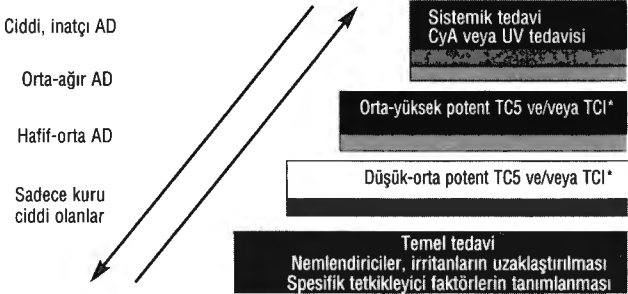 Ciddi, inatçı AD
Sistemik tedavi
CyA veya UV tedavisi
Orta-ağır AD
Orta-yüksek potent TC5 ve/veya TCI*
Hafif-orta AD
Düşük-orta potent TC5 ve/veya TCI*
Sadece kuru
ciddi olanlar
Temel tedavi
Nemlendiriciler, irritanların uzaklaştırılması
Spesifik tetkikleyici faktörlerin tanımlanması